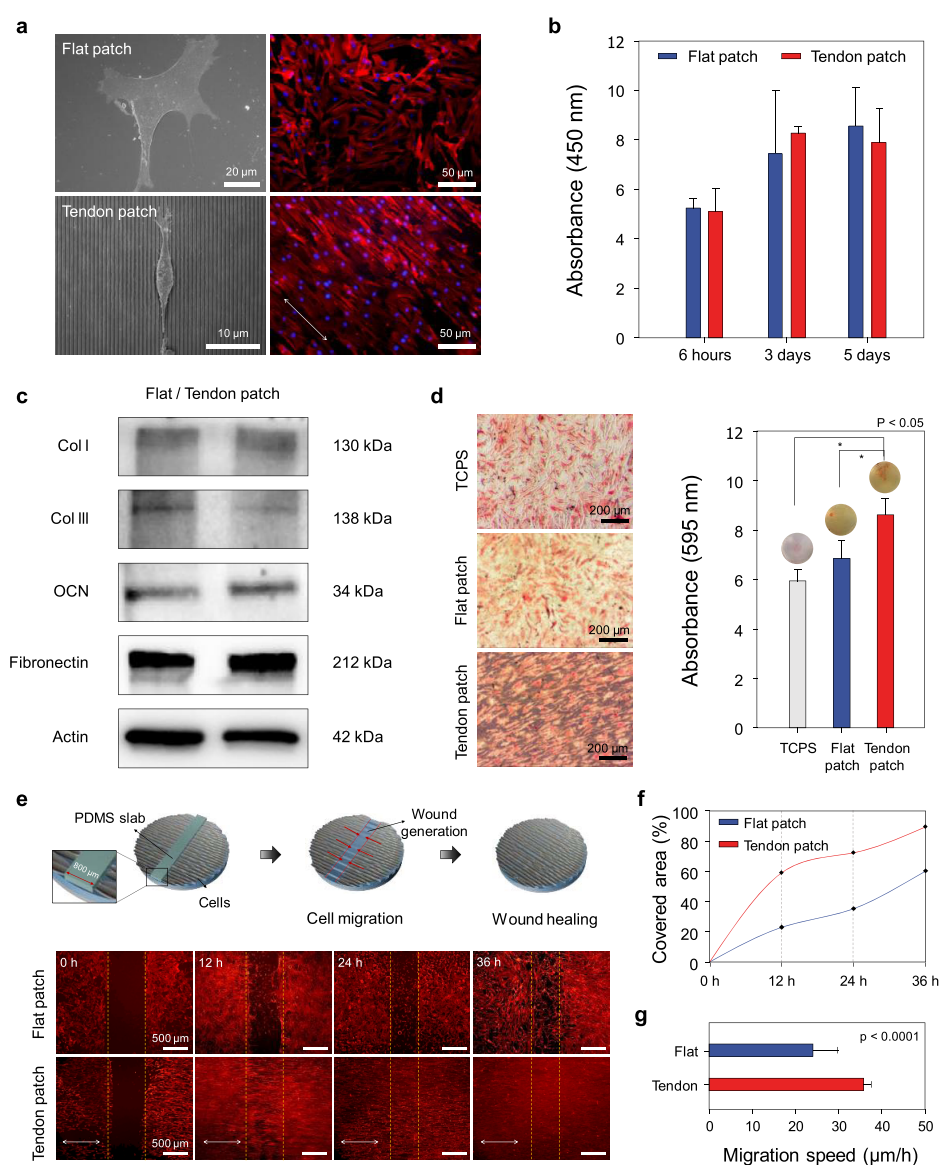 a
Flat patch
20 µm
50 µm
Tendon patch
10 µm
50 µm
b
12
10
8
6
4
2
0
Absorbance (450 nm)
Flat patch
Tendon patch
6 hours
3 days
5 days
c
Flat / Tendon patch
Col I
130 kDa
Col III
138 kDa
OCN
34 kDa
Fibronectin
212 kDa
Actin
42 kDa
d
TCPS
200 µm
Flat patch
200 µm
Tendon patch
200 µm
P < 0.05
*
*
12
10
8
6
4
2
0
Absorbance (595 nm)
TCPS
Flat
patch
Tendon
patch
e
PDMS slab
800 µm
Cells
Wound
generation
Cell migration
Wound healing
Flat patch
0 h
500 µm
12 h
24 h
36 h
Tendon patch
500 µm
f
Covered area (%)
100
80
60
40
20
0
Flat patch
Tendon patch
0 h
12 h
24 h
36 h
g
p < 0.0001
Flat
Tendon
0
10
20
30
40
50
Migration speed (µm/h)